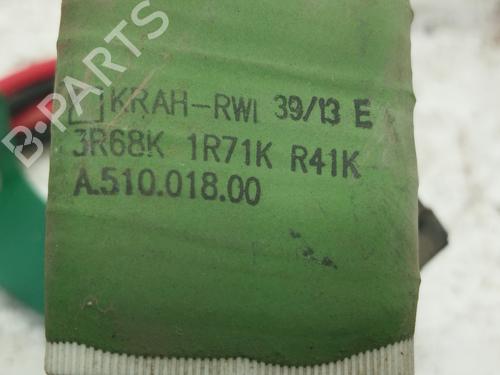 KRAH-RWI 39/13 E
3R68K 1R71K R41K
A.510.018.00
B-PARTS